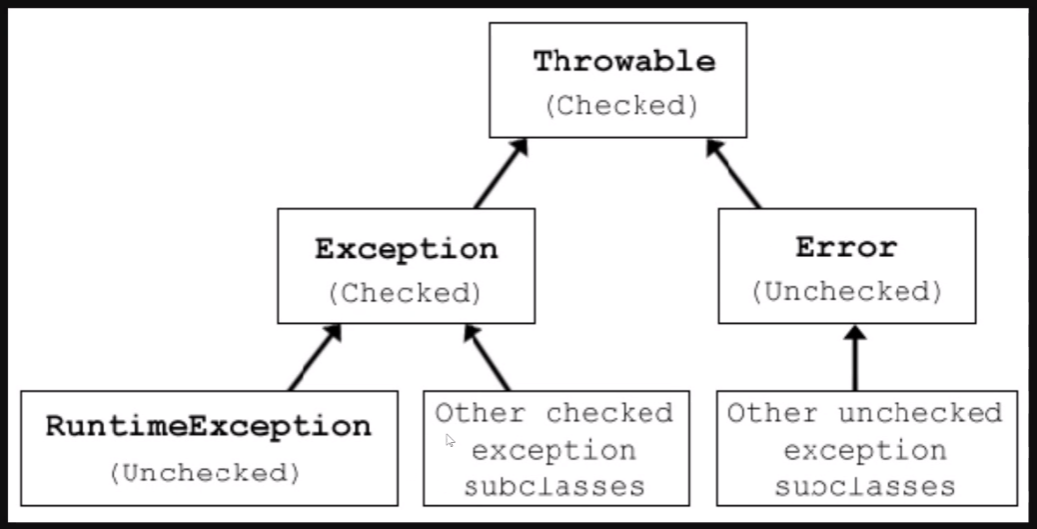 Throwable
(Checked)
Exception
(Checked)
Error
(Unchecked)
RuntimeException
(Unchecked)
Other checked
exception
subclasses
Other unchecked
exception
subclasses